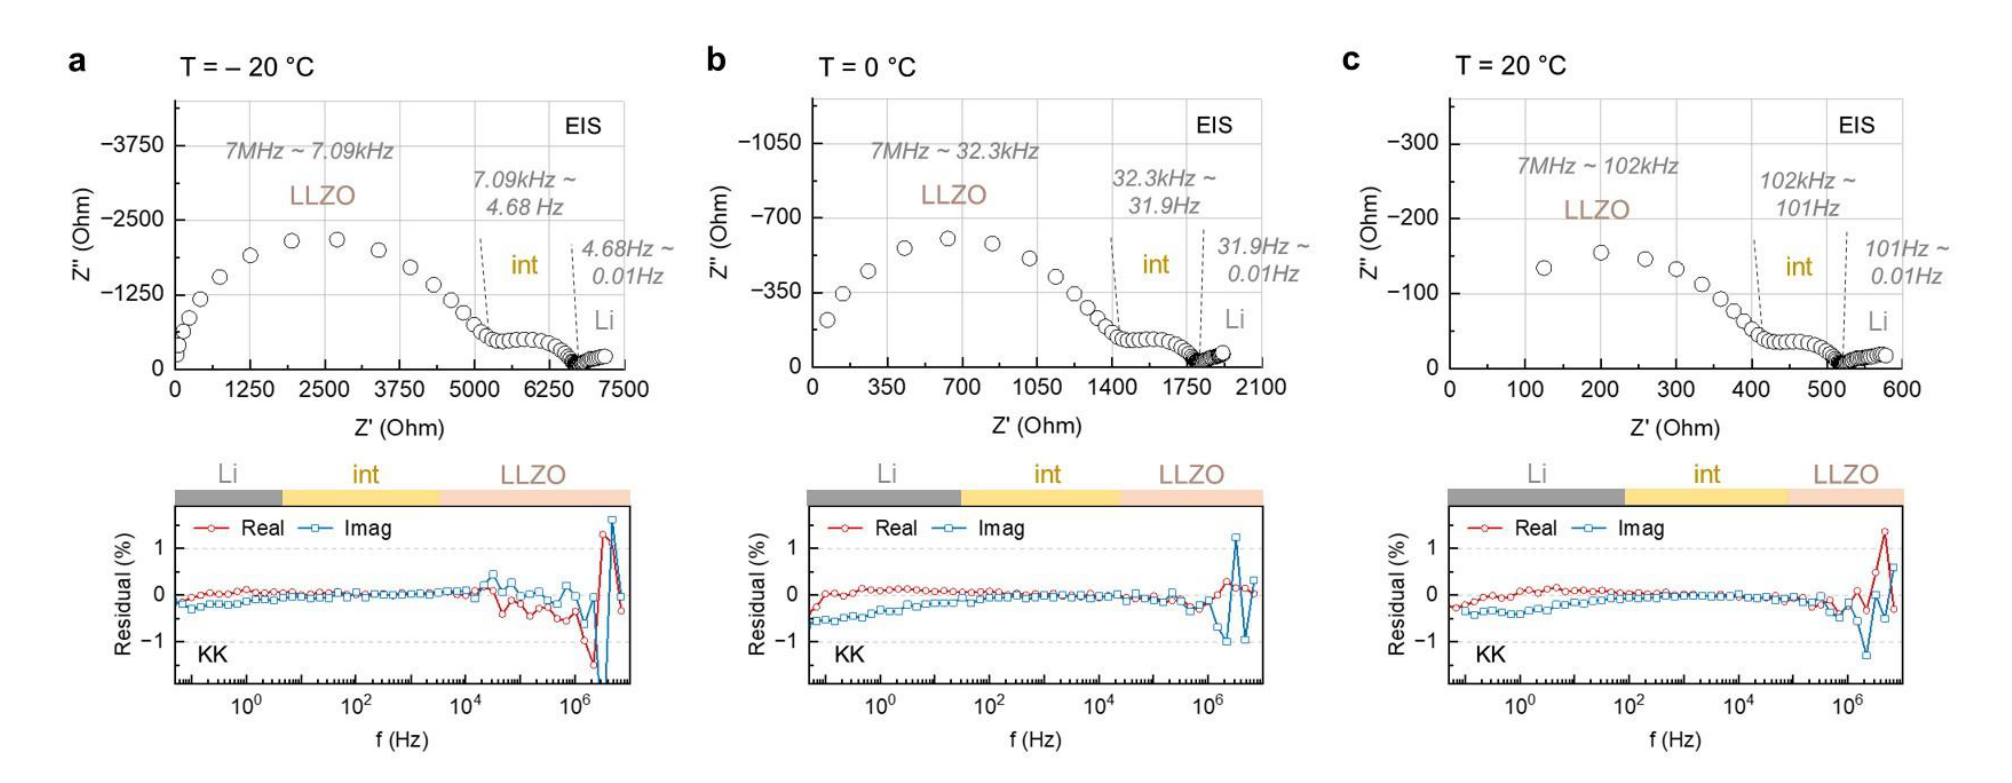 a
T = – 20 °C
EIS
7MHz ~ 7.09kHz
LLZO
7.09kHz ~
4.68 Hz
int
4.68Hz ~
0.01Hz
Li
−3750
−2500
−1250
0
Z'' (Ohm)
0 1250 2500 3750 5000 6250 7500
Z' (Ohm)
Li int LLZO
Real Imag
1
0
−1
Residual (%)
KK
10^0 10^2 10^4 10^6
f (Hz)
b
T = 0 °C
EIS
7MHz ~ 32.3kHz
LLZO
32.3kHz ~
31.9Hz
int
31.9Hz ~
0.01Hz
Li
−1050
−700
−350
0
Z'' (Ohm)
0 350 700 1050 1400 1750 2100
Z' (Ohm)
Li int LLZO
Real Imag
1
0
−1
Residual (%)
KK
10^0 10^2 10^4 10^6
f (Hz)
c
T = 20 °C
EIS
7MHz ~ 102kHz
LLZO
102kHz ~
101Hz
int
101Hz ~
0.01Hz
Li
−300
−200
−100
0
Z'' (Ohm)
0 100 200 300 400 500 600
Z' (Ohm)
Li int LLZO
Real Imag
1
0
−1
Residual (%)
KK
10^0 10^2 10^4 10^6
f (Hz)